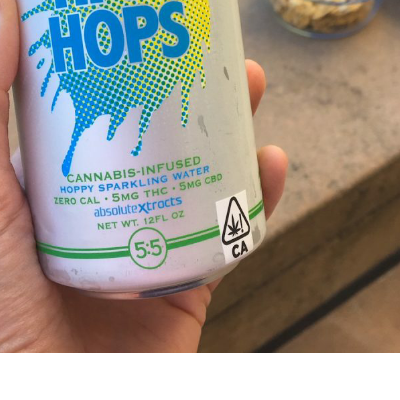 HOPS
CANNABIS-INFUSED
HOPPY SPARKLING WATER
ZERO CAL • 5MG THC • 5MG CBD
absoluteXtracts
NET WT. 12FL OZ
5:5
CA